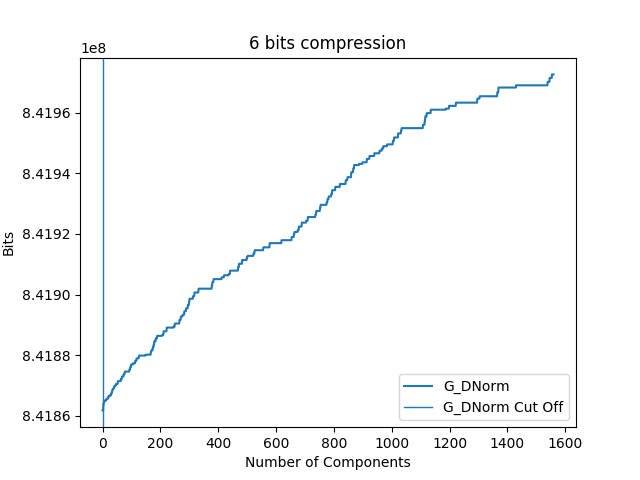 6 bits compression
1e8
8.4196
8.4194
8.4192
8.4190
8.4188
8.4186
Bits
0 200 400 600 800 1000 1200 1400 1600
Number of Components
G_DNorm
G_DNorm Cut Off